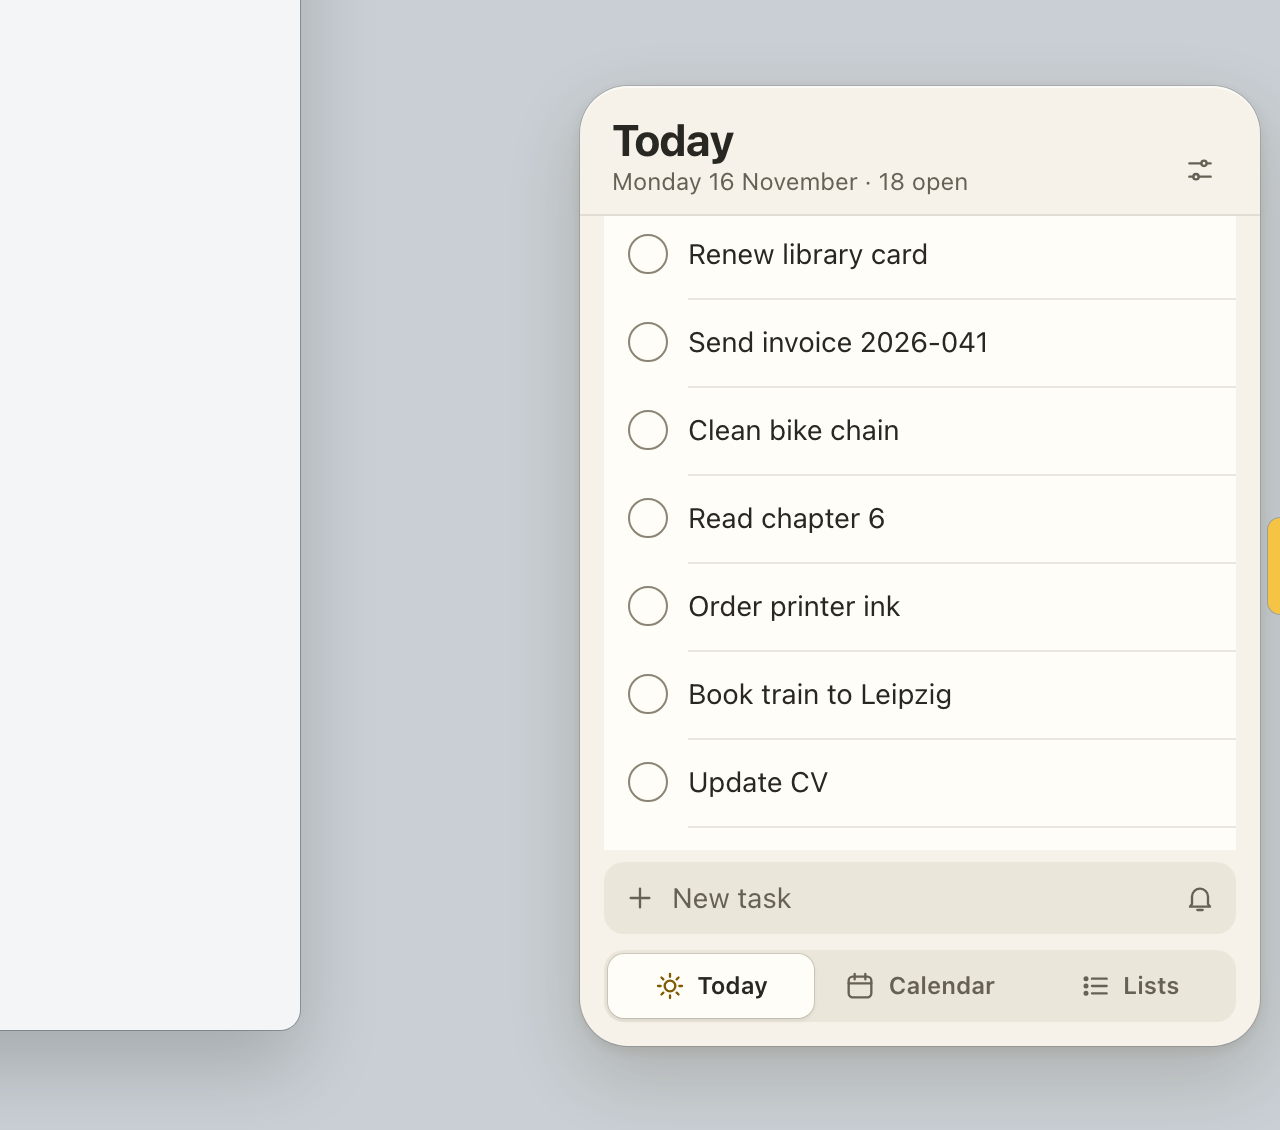 Today
Monday 16 November · 18 open
Renew library card
Send invoice 2026-041
Clean bike chain
Read chapter 6
Order printer ink
Book train to Leipzig
Update CV
New task
Today
Calendar
Lists